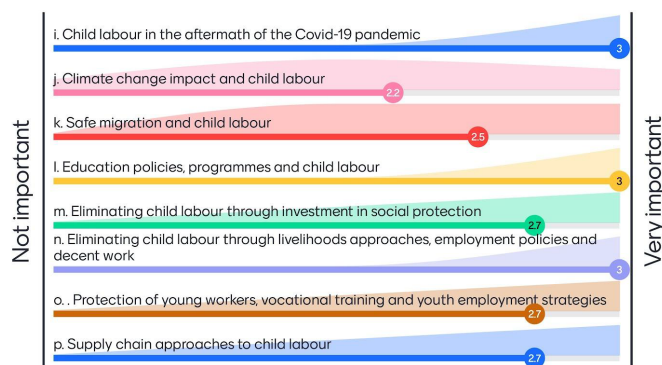 Not important
i. Child labour in the aftermath of the Covid-19 pandemic
3
j. Climate change impact and child labour
2.2
k. Safe migration and child labour
2.5
l. Education policies, programmes and child labour
3
m. Eliminating child labour through investment in social protection
2.7
n. Eliminating child labour through livelihoods approaches, employment policies and
decent work
3
o. . Protection of young workers, vocational training and youth employment strategies
2.7
p. Supply chain approaches to child labour
2.7
Very important